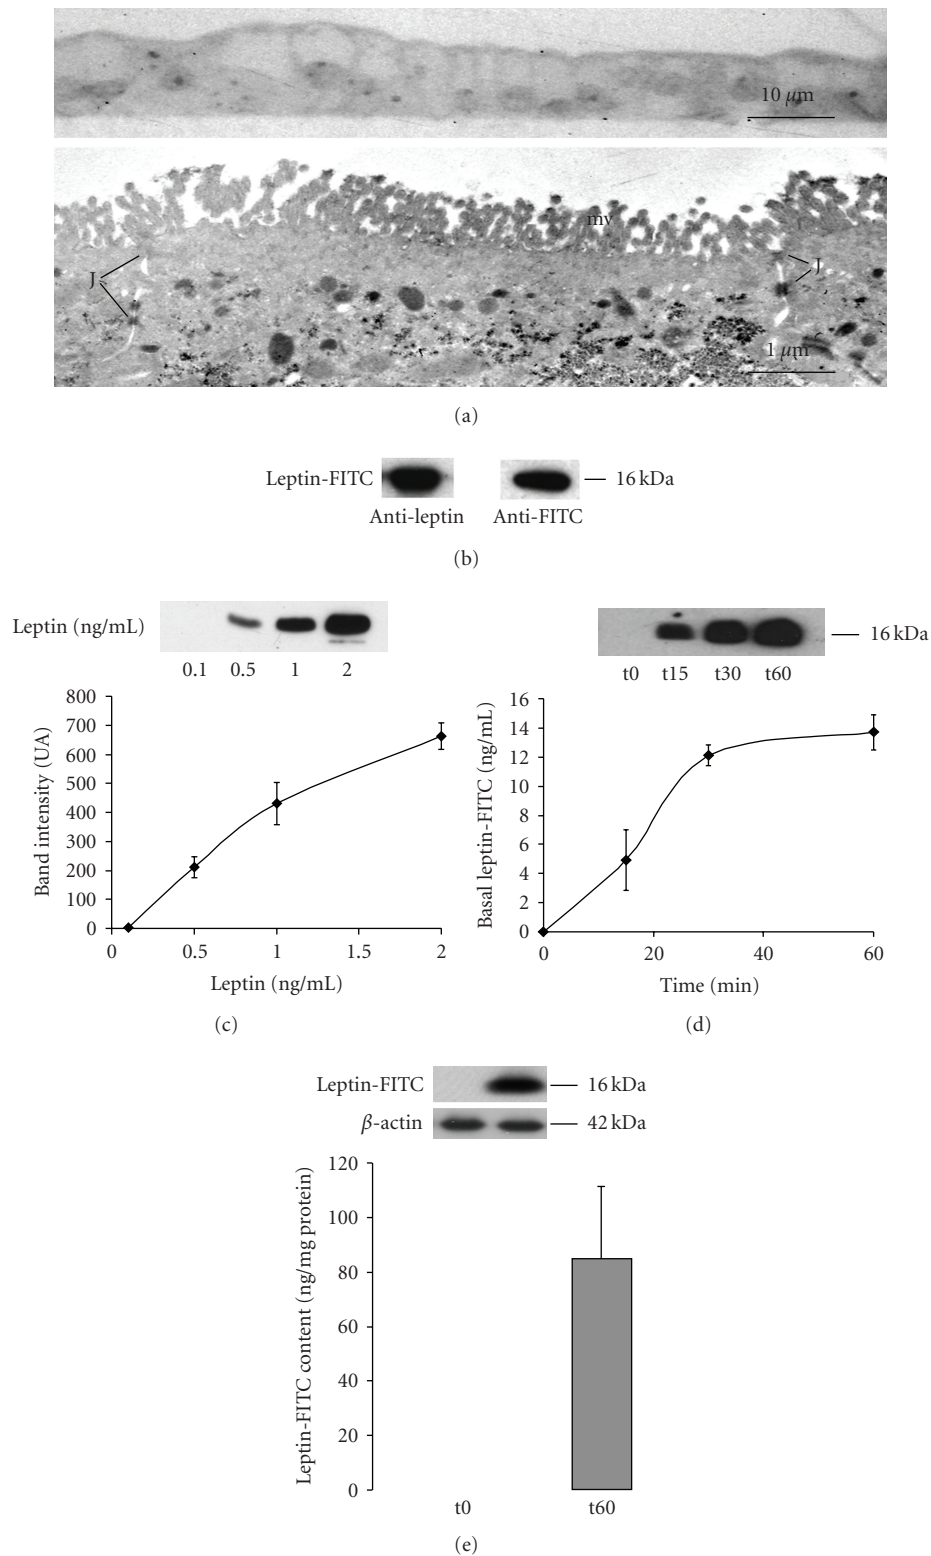 10 μm
mv
J
J
1 μm
(a)
Leptin-FITC
16 kDa
Anti-leptin Anti-FITC
(b)
Leptin (ng/mL)
0.1 0.5 1 2
800
700
600
500
400
300
200
100
0
Band intensity (UA)
0 0.5 1 1.5 2
Leptin (ng/mL)
(c)
16 kDa
t0 t15 t30 t60
16
14
12
10
8
6
4
2
0
Basal leptin-FITC (ng/mL)
0 20 40 60
Time (min)
(d)
Leptin-FITC 16 kDa
β-actin 42 kDa
120
100
80
60
40
20
0
Leptin-FITC content (ng/mg protein)
t0 t60
(e)